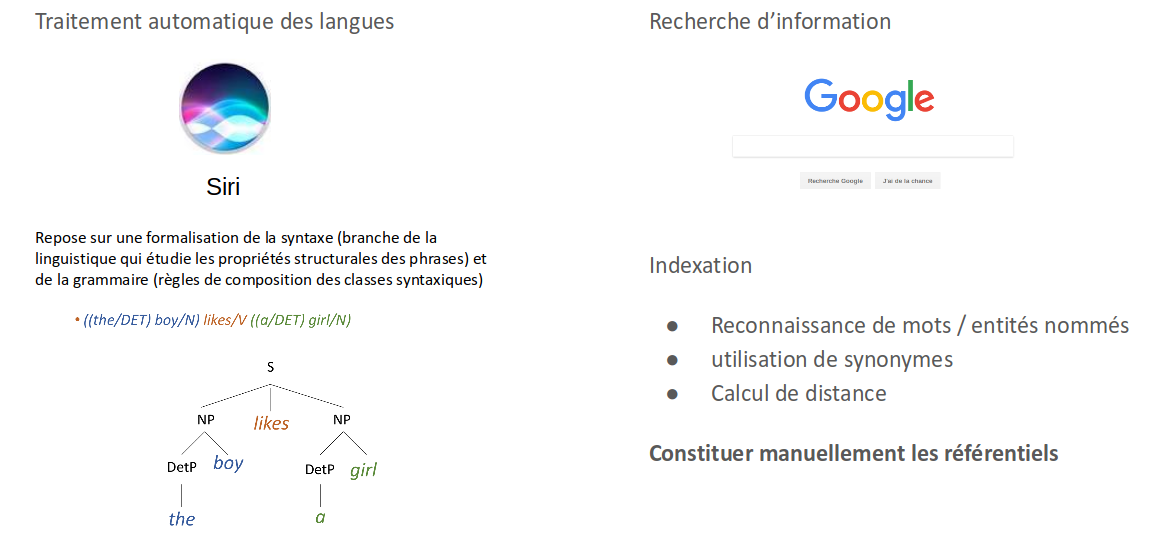 Traitement automatique des langues
Siri
Repose sur une formalisation de la syntaxe (branche de la
linguistique qui étudie les propriétés structurales des phrases) et
de la grammaire (règles de composition des classes syntaxiques)
• ((the/DET) boy/N) likes/V ((a/DET) girl/N)
S
NP likes NP
DetP boy DetP girl
the a
Recherche d’information
Google
Recherche Google J'ai de la chance
Indexation
● Reconnaissance de mots / entités nommés
● utilisation de synonymes
● Calcul de distance
Constituer manuellement les référentiels